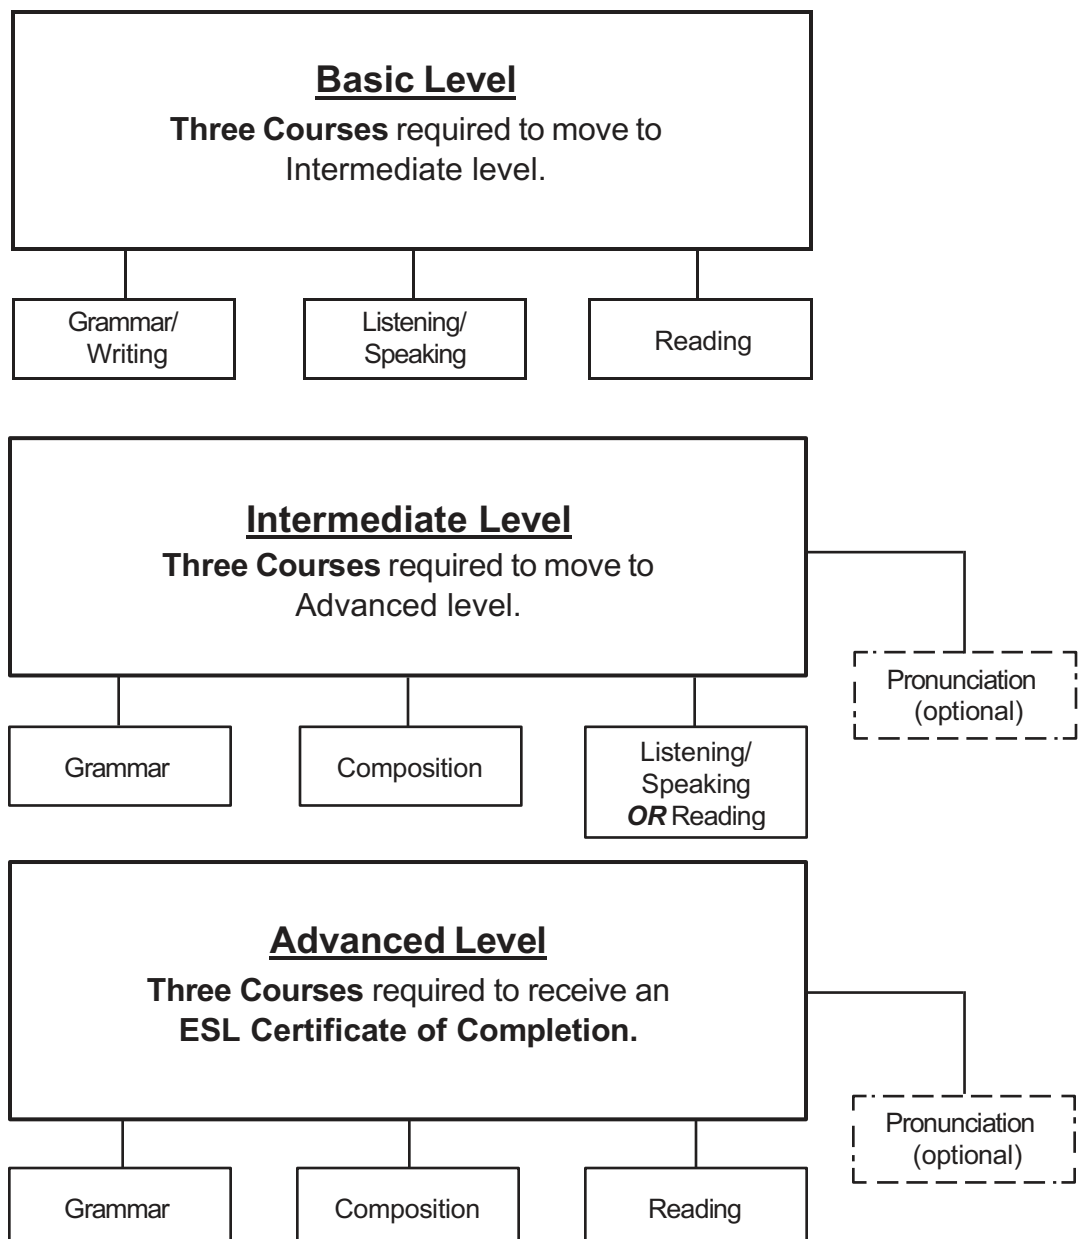 Basic Level
Three Courses required to move to
Intermediate level.
Grammar/
Writing
Listening/
Speaking
Reading
Intermediate Level
Three Courses required to move to
Advanced level.
Pronunciation
(optional)
Grammar
Composition
Listening/
Speaking
OR Reading
Advanced Level
Three Courses required to receive an
ESL Certificate of Completion.
Pronunciation
(optional)
Grammar
Composition
Reading